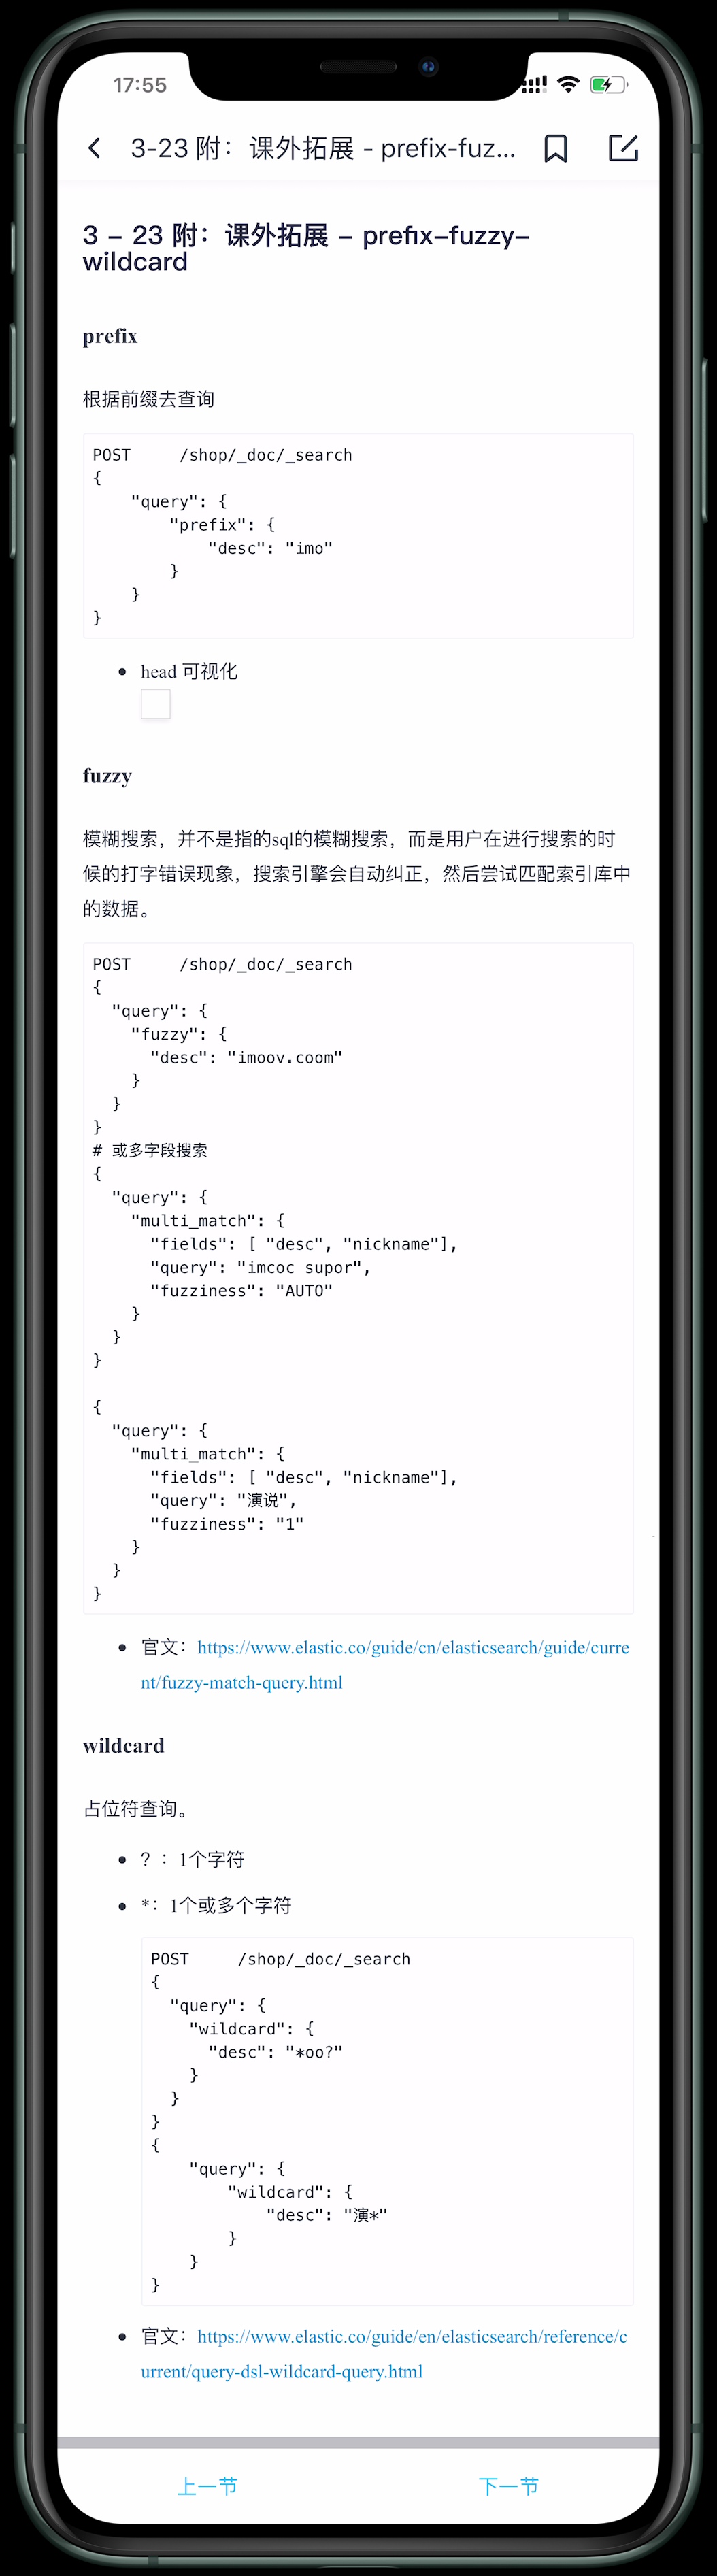 17:55
3-23 附：课外拓展 - prefix-fuz...
3 - 23 附：课外拓展 - prefix-fuzzy-
wildcard
prefix
根据前缀去查询
POST     /shop/_doc/_search
{
    "query": {
        "prefix": {
            "desc": "imo"
        }
    }
}
head 可视化
fuzzy
模糊搜索，并不是指的sql的模糊搜索，而是用户在进行搜索的时
候的打字错误现象，搜索引擎会自动纠正，然后尝试匹配索引库中
的数据。
POST     /shop/_doc/_search
{
  "query": {
    "fuzzy": {
      "desc": "imoov.coom"
    }
  }
}
# 或多字段搜索
{
  "query": {
    "multi_match": {
      "fields": [ "desc", "nickname"],
      "query": "imcoc supor",
      "fuzziness": "AUTO"
    }
  }
}
{
  "query": {
    "multi_match": {
      "fields": [ "desc", "nickname"],
      "query": "演说",
      "fuzziness": "1"
    }
  }
}
官文：https://www.elastic.co/guide/cn/elasticsearch/guide/curre
nt/fuzzy-match-query.html
wildcard
占位符查询。
？：1个字符
*：1个或多个字符
POST     /shop/_doc/_search
{
  "query": {
    "wildcard": {
      "desc": "*oo?"
    }
  }
}
{
    "query": {
        "wildcard": {
            "desc": "演*"
        }
    }
}
官文：https://www.elastic.co/guide/en/elasticsearch/reference/c
urrent/query-dsl-wildcard-query.html
上一节 下一节